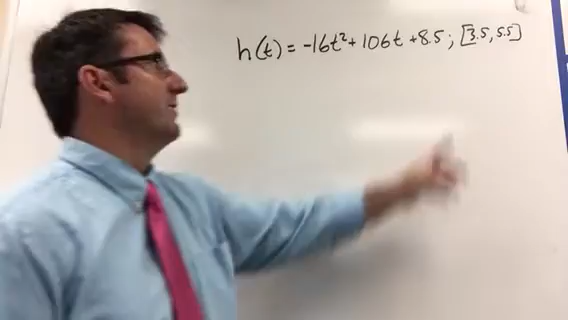 h(t) = -16t² + 106t + 8.5 ; [3.5, 5.5]